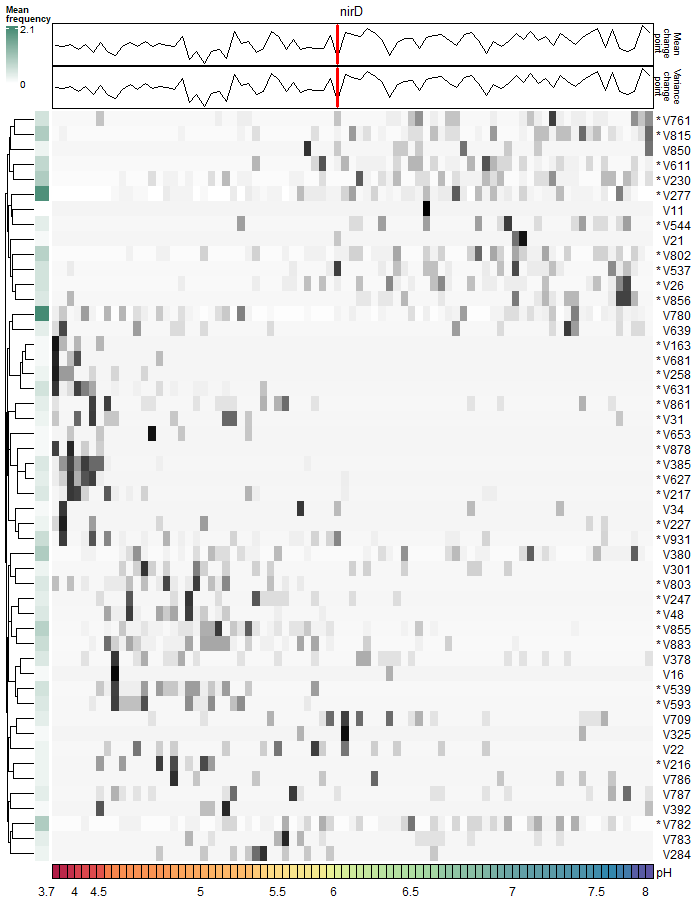 Mean
frequency
2.1
0
nirD
Mean
change
point
Variance
change
point
* V761
* V815
V850
* V611
* V230
* V277
V11
* V544
V21
* V802
* V537
* V26
* V856
V780
V639
* V163
* V681
* V258
* V631
* V861
* V31
* V653
* V878
* V385
* V627
* V217
V34
* V227
* V931
V380
V301
* V803
* V247
* V48
* V855
* V883
V378
V16
* V539
* V593
V709
V325
V22
* V216
V786
V787
V392
* V782
V783
V284
pH
3.7 4 4.5 5 5.5 6 6.5 7 7.5 8